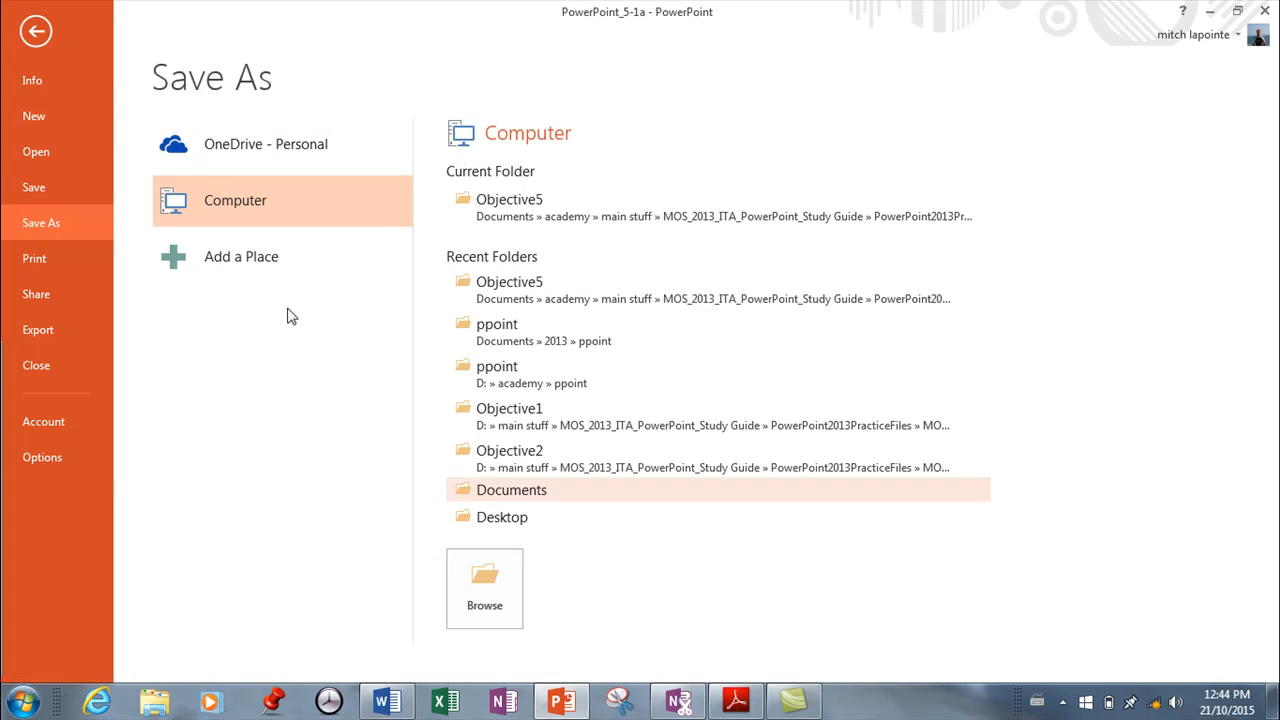 PowerPoint_5-1a - PowerPoint
?
mitch lapointe
Info
New
Open
Save
Save As
Print
Share
Export
Close
Account
Options
Save As
OneDrive - Personal
Computer
Add a Place
Computer
Current Folder
Objective5
Documents » academy » main stuff » MOS_2013_ITA_PowerPoint_Study Guide » PowerPoint2013Pr...
Recent Folders
Objective5
Documents » academy » main stuff » MOS_2013_ITA_PowerPoint_Study Guide » PowerPoint20...
ppoint
Documents » 2013 » ppoint
ppoint
D: » academy » ppoint
Objective1
D: » main stuff » MOS_2013_ITA_PowerPoint_Study Guide » PowerPoint2013PracticeFiles » MO...
Objective2
D: » main stuff » MOS_2013_ITA_PowerPoint_Study Guide » PowerPoint2013PracticeFiles » MO...
Documents
Desktop
Browse
12:44 PM
21/10/2015